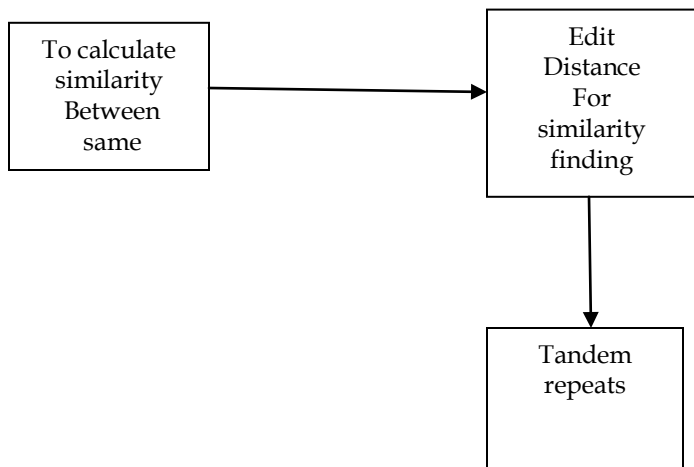 To calculate
similarity
Between
same
Edit
Distance
For
similarity
finding
Tandem
repeats